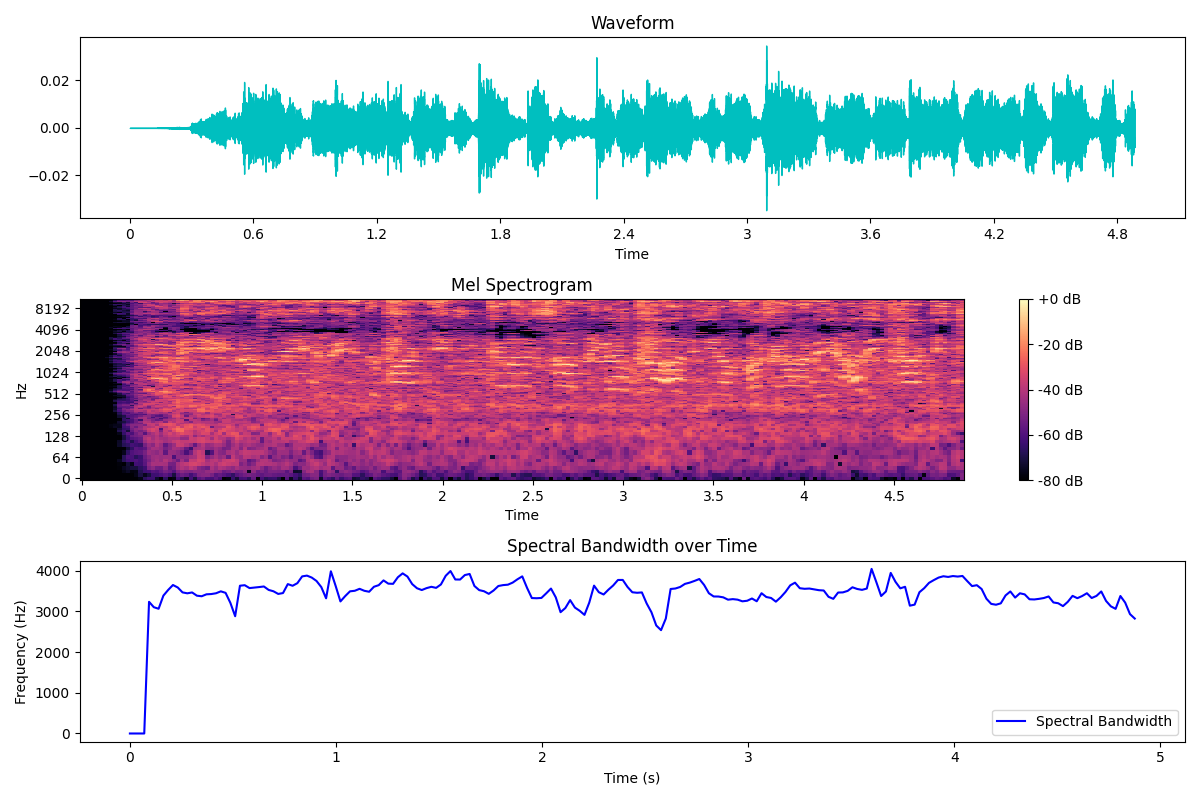 Waveform
0.02
0.00
−0.02
0 0.6 1.2 1.8 2.4 3 3.6 4.2 4.8
Time
Mel Spectrogram
8192
4096
2048
1024
512
256
128
64
0
Hz
0 0.5 1 1.5 2 2.5 3 3.5 4 4.5
Time
+0 dB
-20 dB
-40 dB
-60 dB
-80 dB
Spectral Bandwidth over Time
4000
3000
2000
1000
0
Frequency (Hz)
Spectral Bandwidth
0 1 2 3 4 5
Time (s)